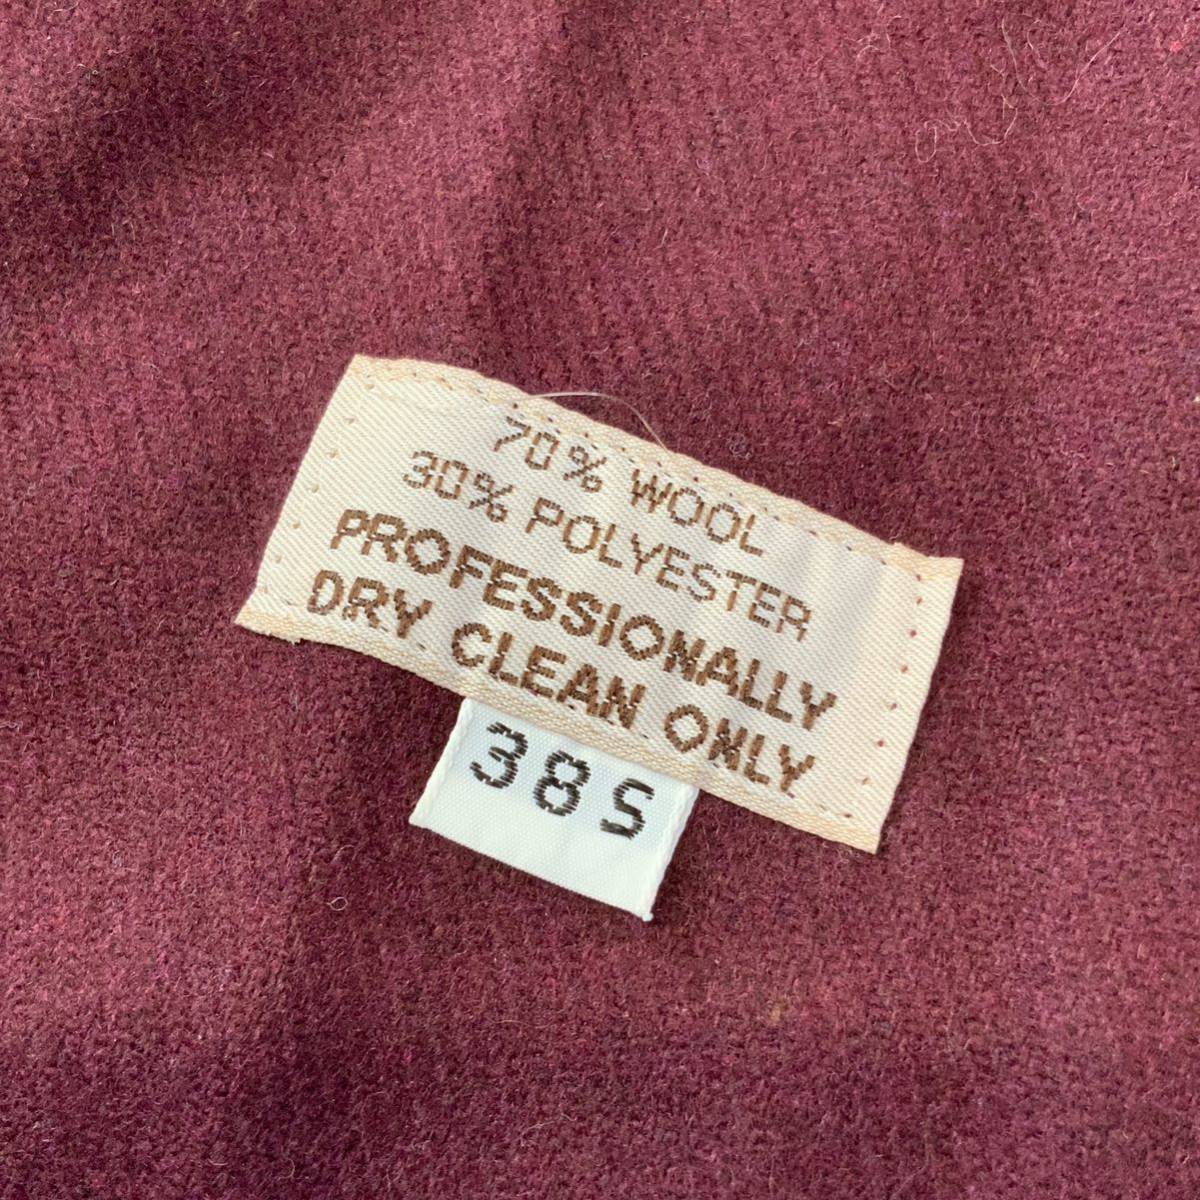 70% WOOL
30% POLYESTER
PROFESSIONALLY
DRY CLEAN ONLY
38S